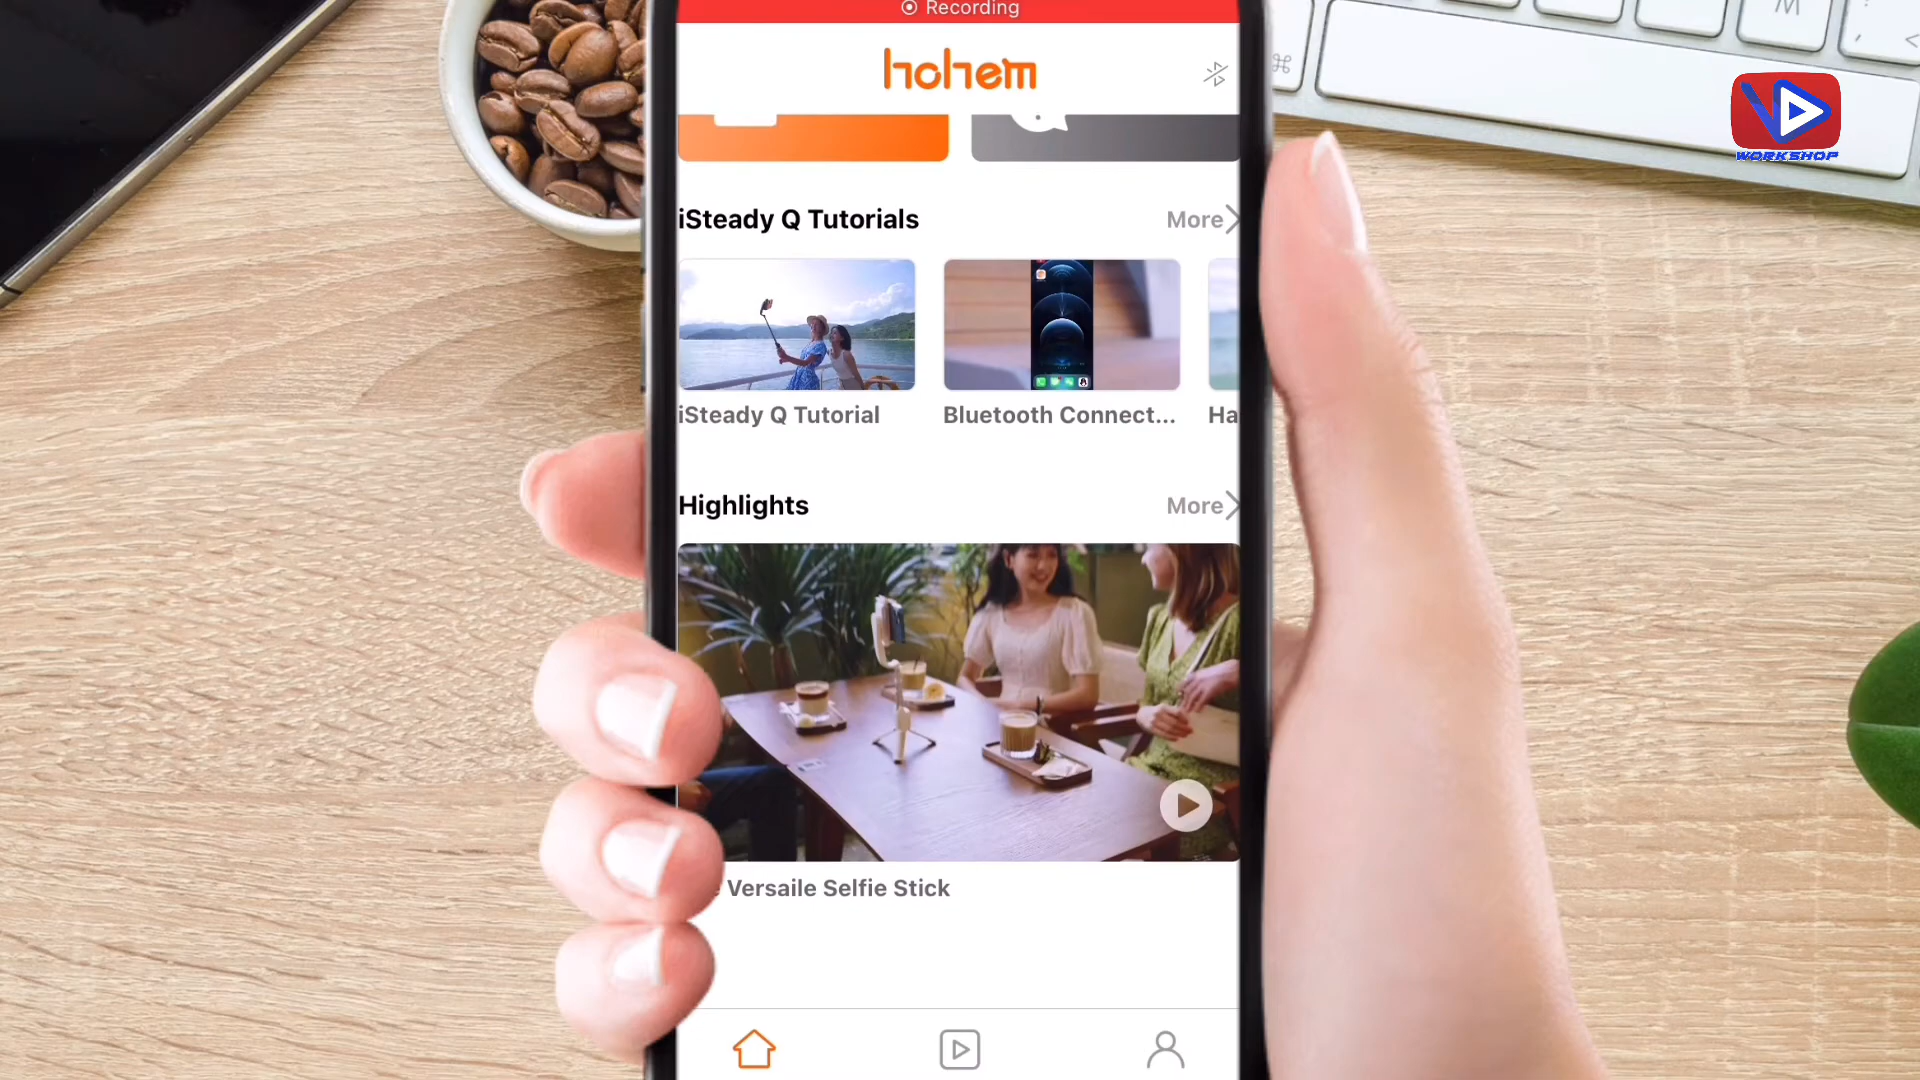 Recording
hohem
WORKSHOP
iSteady Q Tutorials
More
iSteady Q Tutorial
Bluetooth Connect...
Ha
Highlights
More
Versaile Selfie Stick